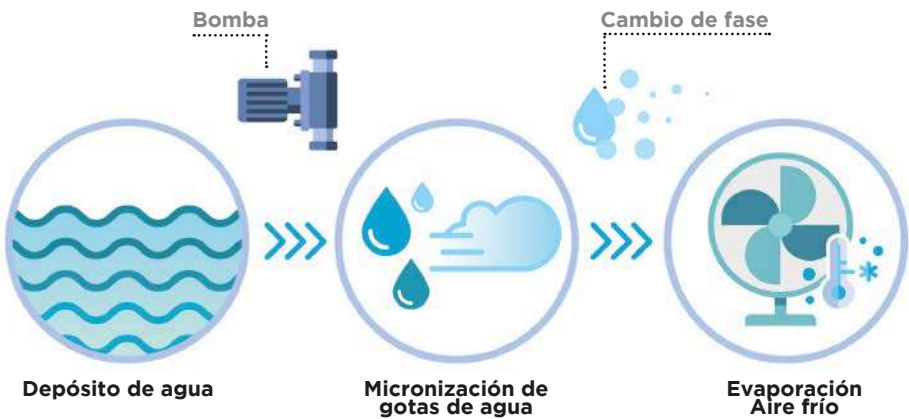 Bomba
Cambio de fase
Depósito de agua
Micronización de
gotas de agua
Evaporación
Aire frío